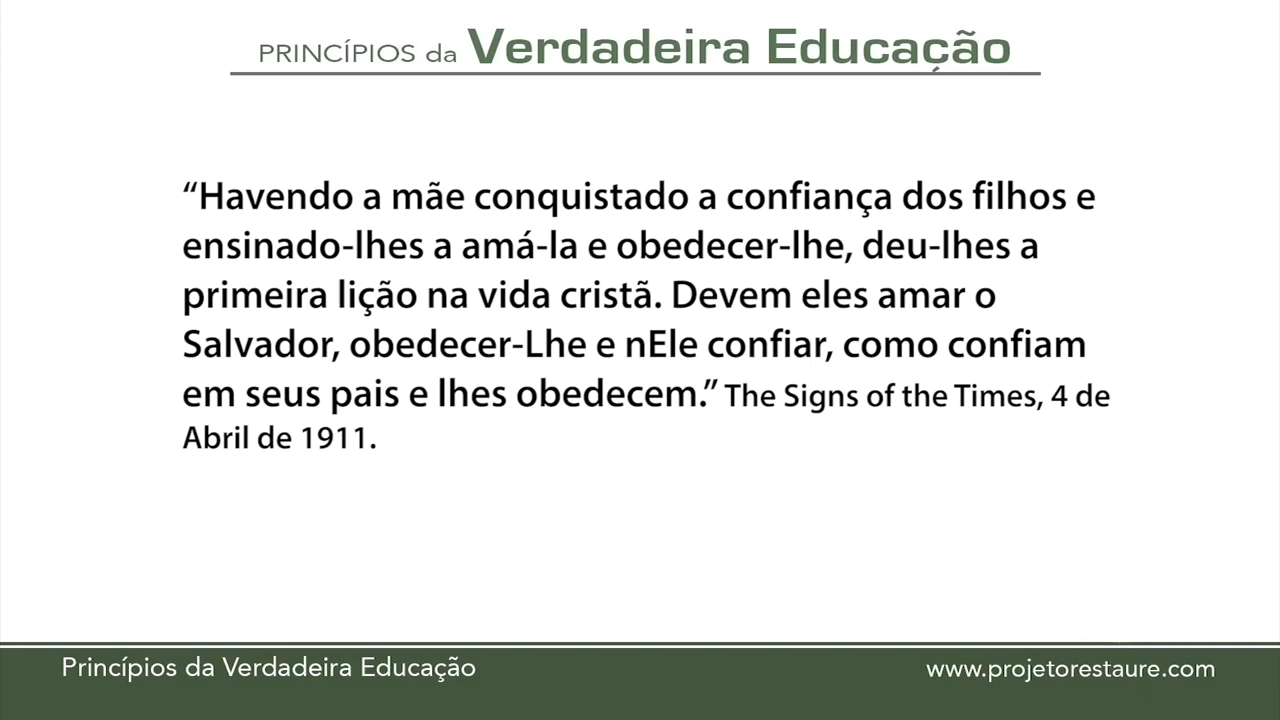 PRINCÍPIOS da Verdadeira Educação
“Havendo a mãe conquistado a confiança dos filhos e
ensinado-lhes a amá-la e obedecer-lhe, deu-lhes a
primeira lição na vida cristã. Devem eles amar o
Salvador, obedecer-Lhe e nEle confiar, como confiam
em seus pais e lhes obedecem.” The Signs of the Times, 4 de
Abril de 1911.
Princípios da Verdadeira Educação
www.projetorestaure.com